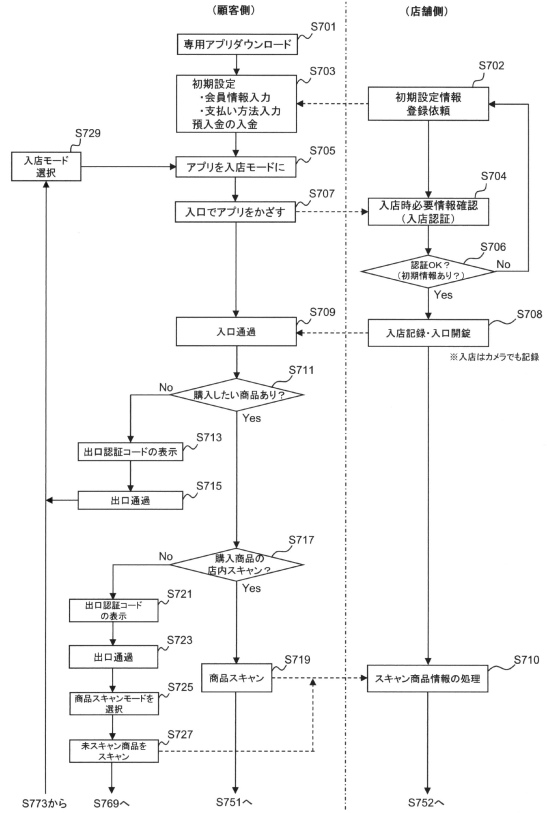 (顧客側)
(店舗側)
S701
専用アプリダウンロード
S703
初期設定
・会員情報入力
・支払い方法入力
預入金の入金
S702
初期設定情報
登録依頼
S729
入店モード
選択
S705
アプリを入店モードに
S704
入店時必要情報確認
(入店認証)
S707
入口でアプリをかざす
S706
認証OK?
(初期情報あり?)
No
Yes
S709
入口通過
S708
入店記録・入口開錠
※入店はカメラでも記録
S711
購入したい商品あり?
No
Yes
S713
出口認証コードの表示
S715
出口通過
S717
購入商品の
店内スキャン?
No
Yes
S721
出口認証コード
の表示
S723
出口通過
S719
商品スキャン
S710
スキャン商品情報の処理
S725
商品スキャンモードを
選択
S727
未スキャン商品を
スキャン
S773から
S769へ
S751へ
S752へ